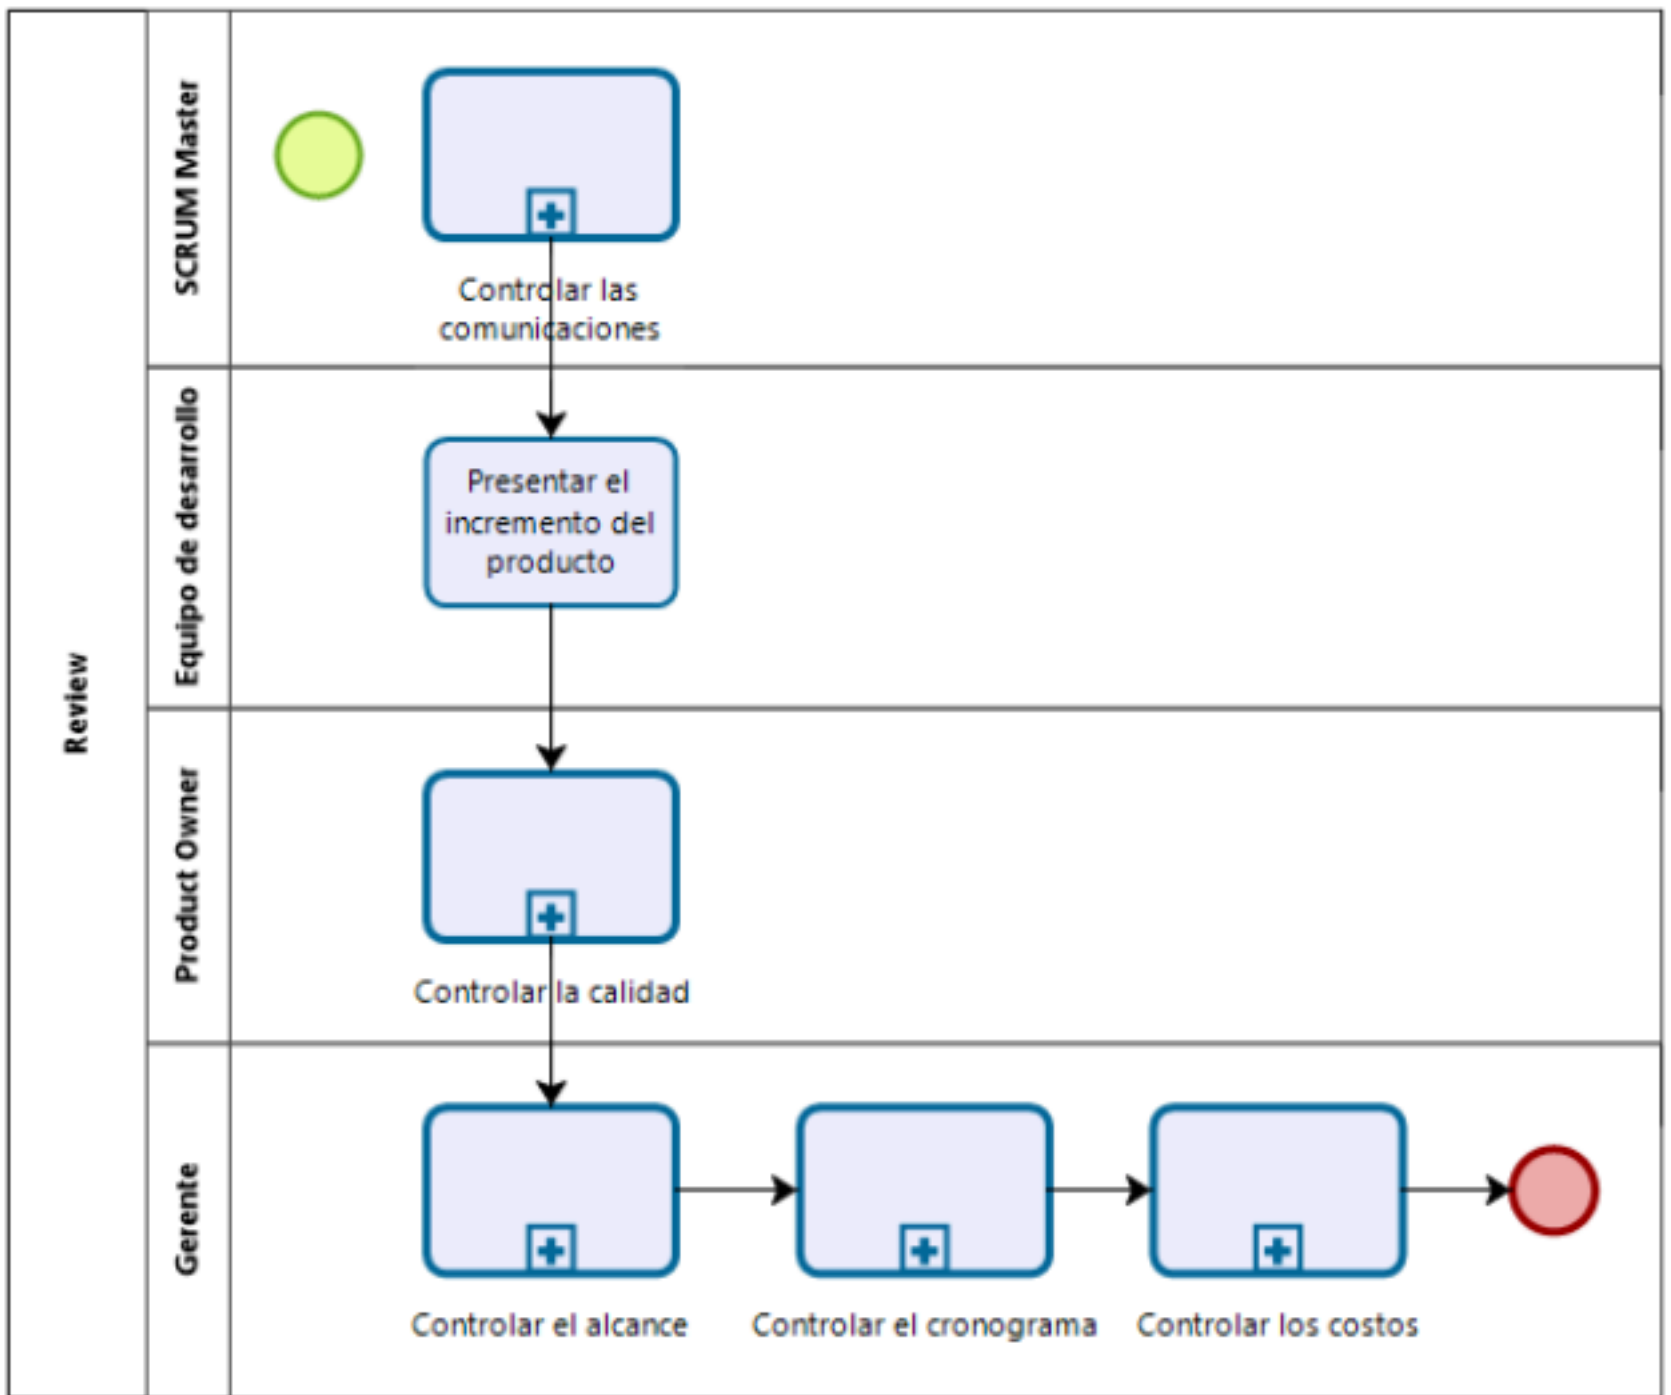 Review
SCRUM Master
Controlar las
comunicaciones
Equipo de desarrollo
Presentar el
incremento del
producto
Product Owner
Controlar la calidad
Gerente
Controlar el alcance
Controlar el cronograma
Controlar los costos